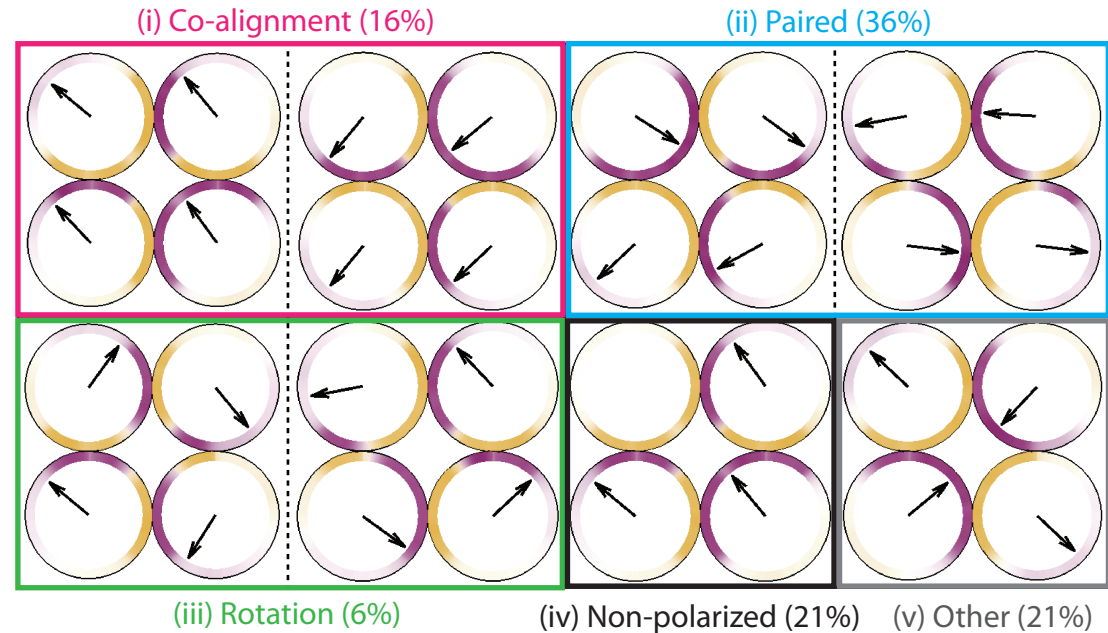 (i) Co-alignment (16%)
(ii) Paired (36%)
(iii) Rotation (6%)
(iv) Non-polarized (21%)
(v) Other (21%)